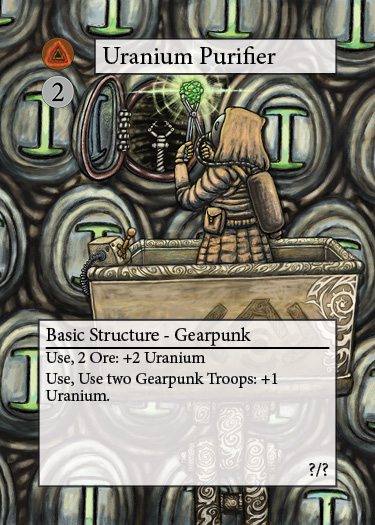 Uranium Purifier
2
Basic Structure - Gearpunk
Use, 2 Ore: +2 Uranium
Use, Use two Gearpunk Troops: +1
Uranium.
?/?